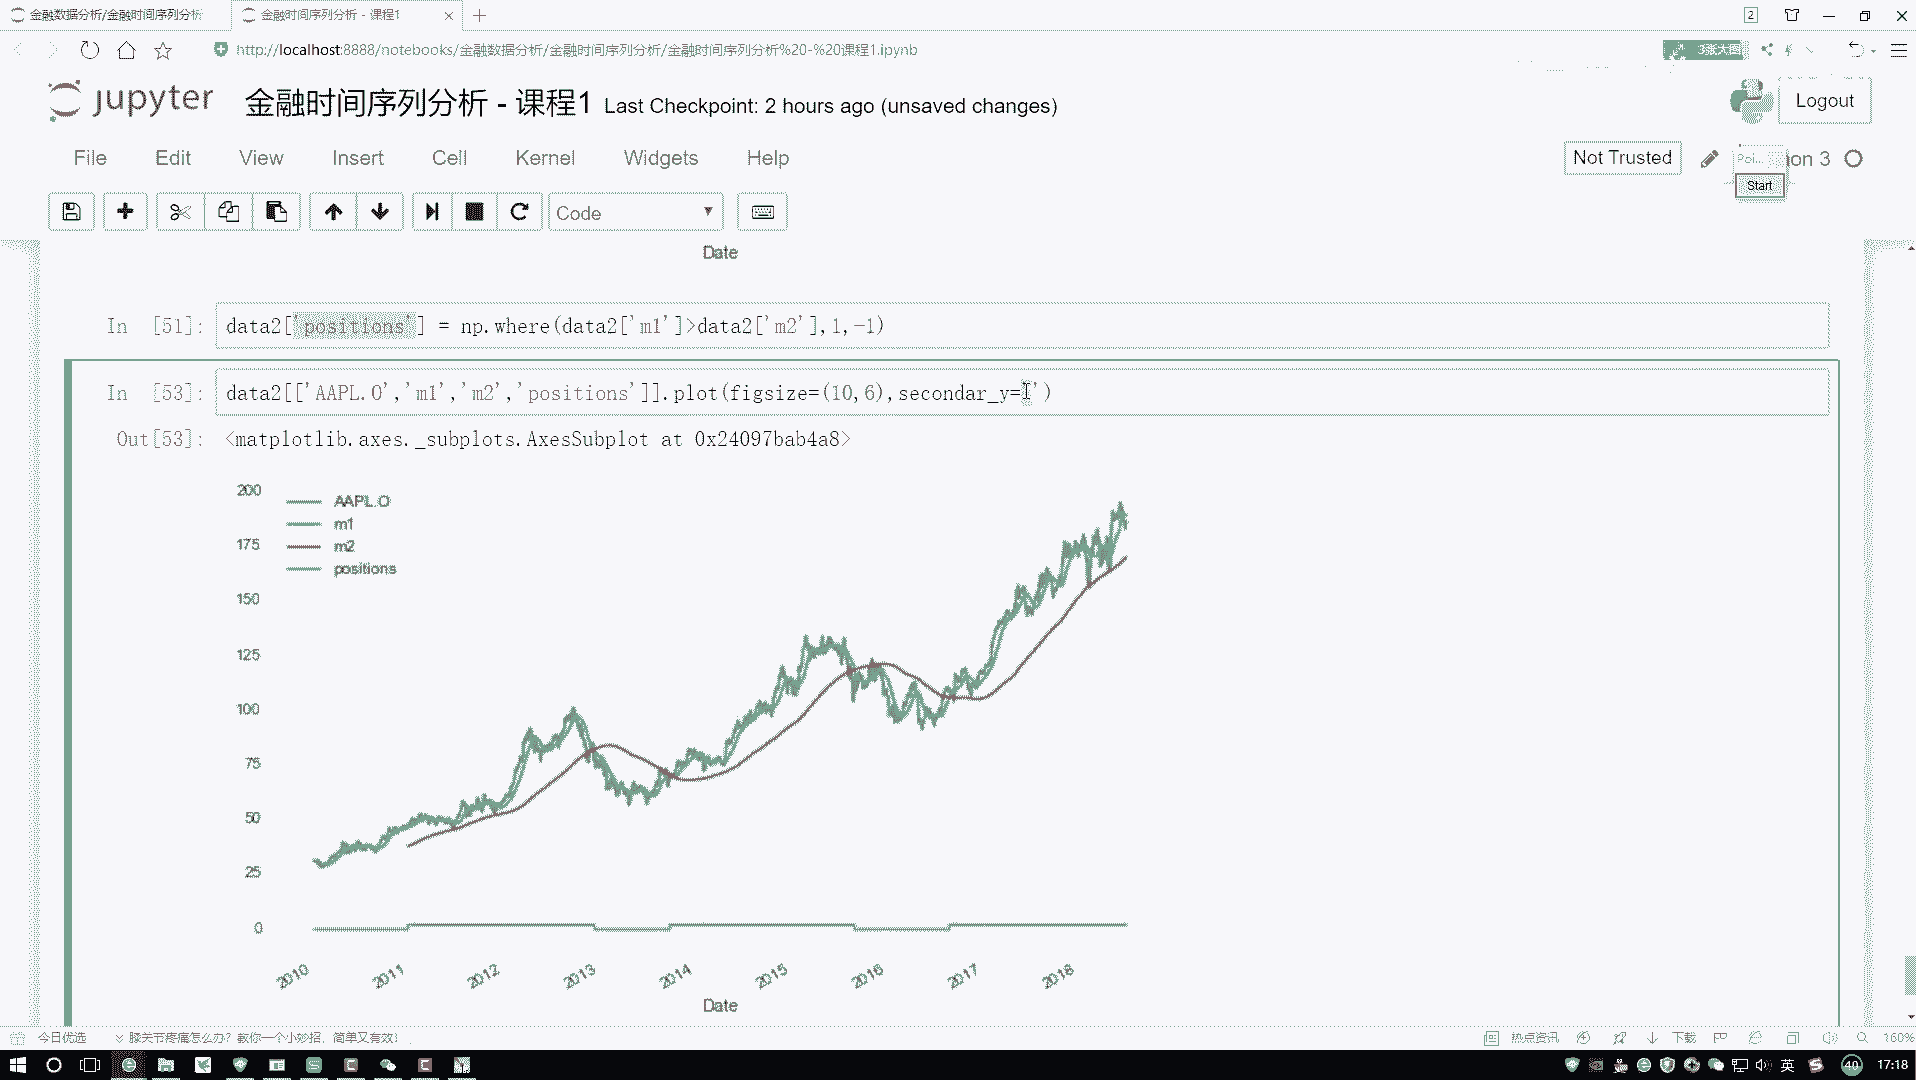 金融数据分析/金融时间序列分析
金融时间序列分析 - 课程1
2
http://localhost:8888/notebooks/金融数据分析/金融时间序列分析/金融时间序列分析%20-%20课程1.ipynb
3张大图
jupyter
金融时间序列分析 - 课程1 Last Checkpoint: 2 hours ago (unsaved changes)
Logout
File Edit View Insert Cell Kernel Widgets Help
Not Trusted
Poi...
on 3
Start
Code
Date
In [51]: data2['positions'] = np.where(data2['m1']>data2['m2'],1,-1)
In [53]: data2[['AAPL.O','m1','m2','positions']].plot(figsize=(10,6),secondar_y='')
Out[53]: <matplotlib.axes._subplots.AxesSubplot at 0x24097bab4a8>
200
175
150
125
100
75
50
25
0
AAPL.O
m1
m2
positions
2010 2011 2012 2013 2014 2015 2016 2017 2018
Date
今日优选
膝关节疼痛怎么办？教你一个小妙招，简单又有效！
热点资讯
下载
160%
英
40
17:18